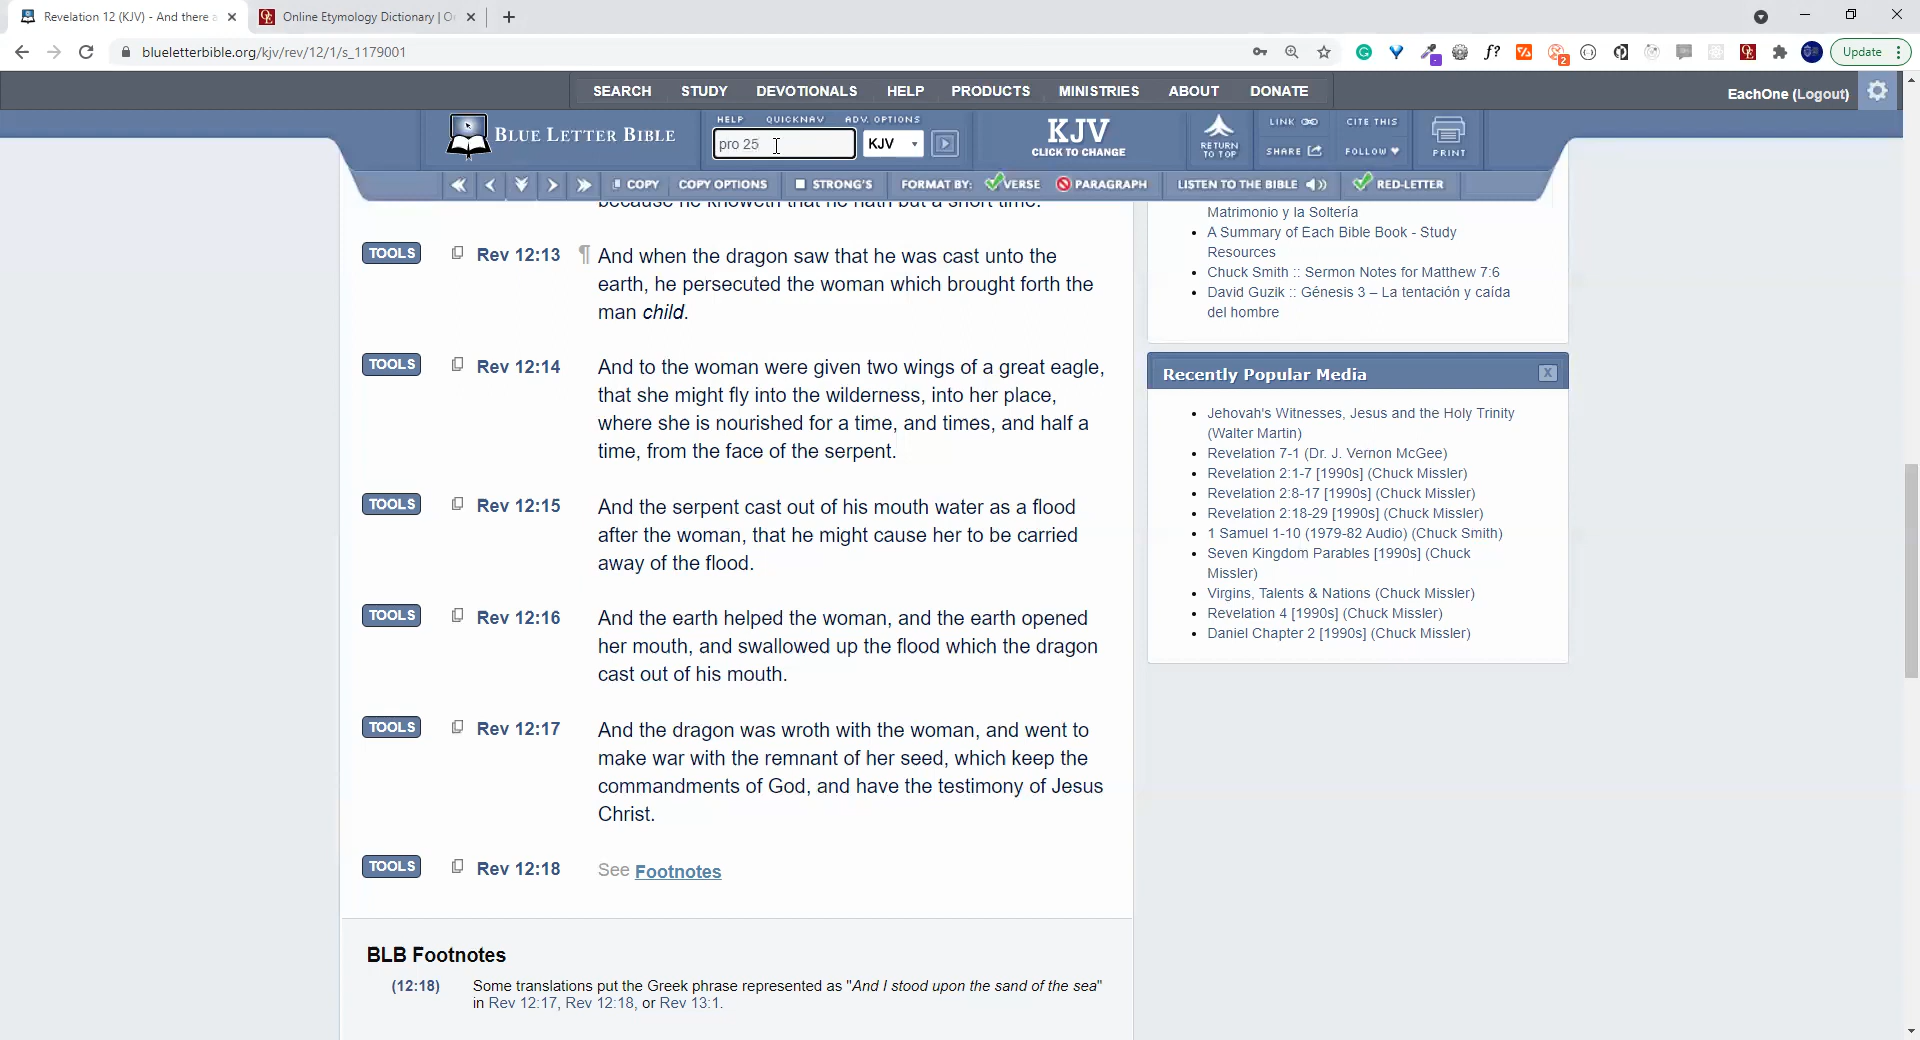 Revelation 12 (KJV) - And there a
Online Etymology Dictionary | O
blueletterbible.org/kjv/rev/12/1/s_1179001
f?
2
OE
Update
SEARCH STUDY DEVOTIONALS HELP PRODUCTS MINISTRIES ABOUT DONATE
EachOne (Logout)
BLUE LETTER BIBLE
HELP QUICKNAV ADV. OPTIONS
pro 25
KJV
KJV
CLICK TO CHANGE
RETURN
TO TOP
LINK
CITE THIS
SHARE
FOLLOW
PRINT
COPY COPY OPTIONS STRONG'S FORMAT BY: VERSE PARAGRAPH LISTEN TO THE BIBLE RED-LETTER
because he knoweth that he hath but a short time.
TOOLS Rev 12:13 ¶ And when the dragon saw that he was cast unto the
earth, he persecuted the woman which brought forth the
man child.
TOOLS Rev 12:14 And to the woman were given two wings of a great eagle,
that she might fly into the wilderness, into her place,
where she is nourished for a time, and times, and half a
time, from the face of the serpent.
TOOLS Rev 12:15 And the serpent cast out of his mouth water as a flood
after the woman, that he might cause her to be carried
away of the flood.
TOOLS Rev 12:16 And the earth helped the woman, and the earth opened
her mouth, and swallowed up the flood which the dragon
cast out of his mouth.
TOOLS Rev 12:17 And the dragon was wroth with the woman, and went to
make war with the remnant of her seed, which keep the
commandments of God, and have the testimony of Jesus
Christ.
TOOLS Rev 12:18 See Footnotes
BLB Footnotes
(12:18) Some translations put the Greek phrase represented as "And I stood upon the sand of the sea"
in Rev 12:17, Rev 12:18, or Rev 13:1.
Matrimonio y la Soltería
A Summary of Each Bible Book - Study
Resources
Chuck Smith :: Sermon Notes for Matthew 7:6
David Guzik :: Génesis 3 – La tentación y caída
del hombre
Recently Popular Media
X
Jehovah's Witnesses, Jesus and the Holy Trinity
(Walter Martin)
Revelation 7-1 (Dr. J. Vernon McGee)
Revelation 2:1-7 [1990s] (Chuck Missler)
Revelation 2:8-17 [1990s] (Chuck Missler)
Revelation 2:18-29 [1990s] (Chuck Missler)
1 Samuel 1-10 (1979-82 Audio) (Chuck Smith)
Seven Kingdom Parables [1990s] (Chuck
Missler)
Virgins, Talents & Nations (Chuck Missler)
Revelation 4 [1990s] (Chuck Missler)
Daniel Chapter 2 [1990s] (Chuck Missler)